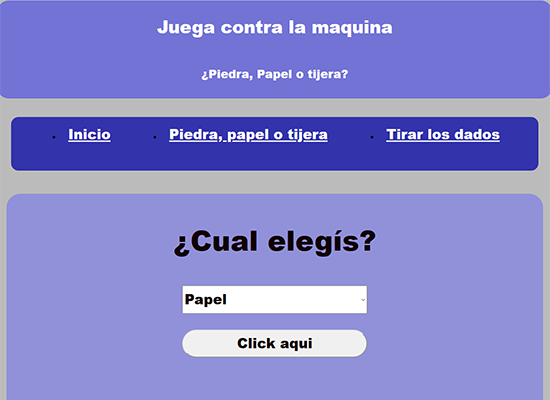 Juega contra la maquina
¿Piedra, Papel o tijera?
Inicio Piedra, papel o tijera Tirar los dados
¿Cual elegís?
Papel
Click aqui